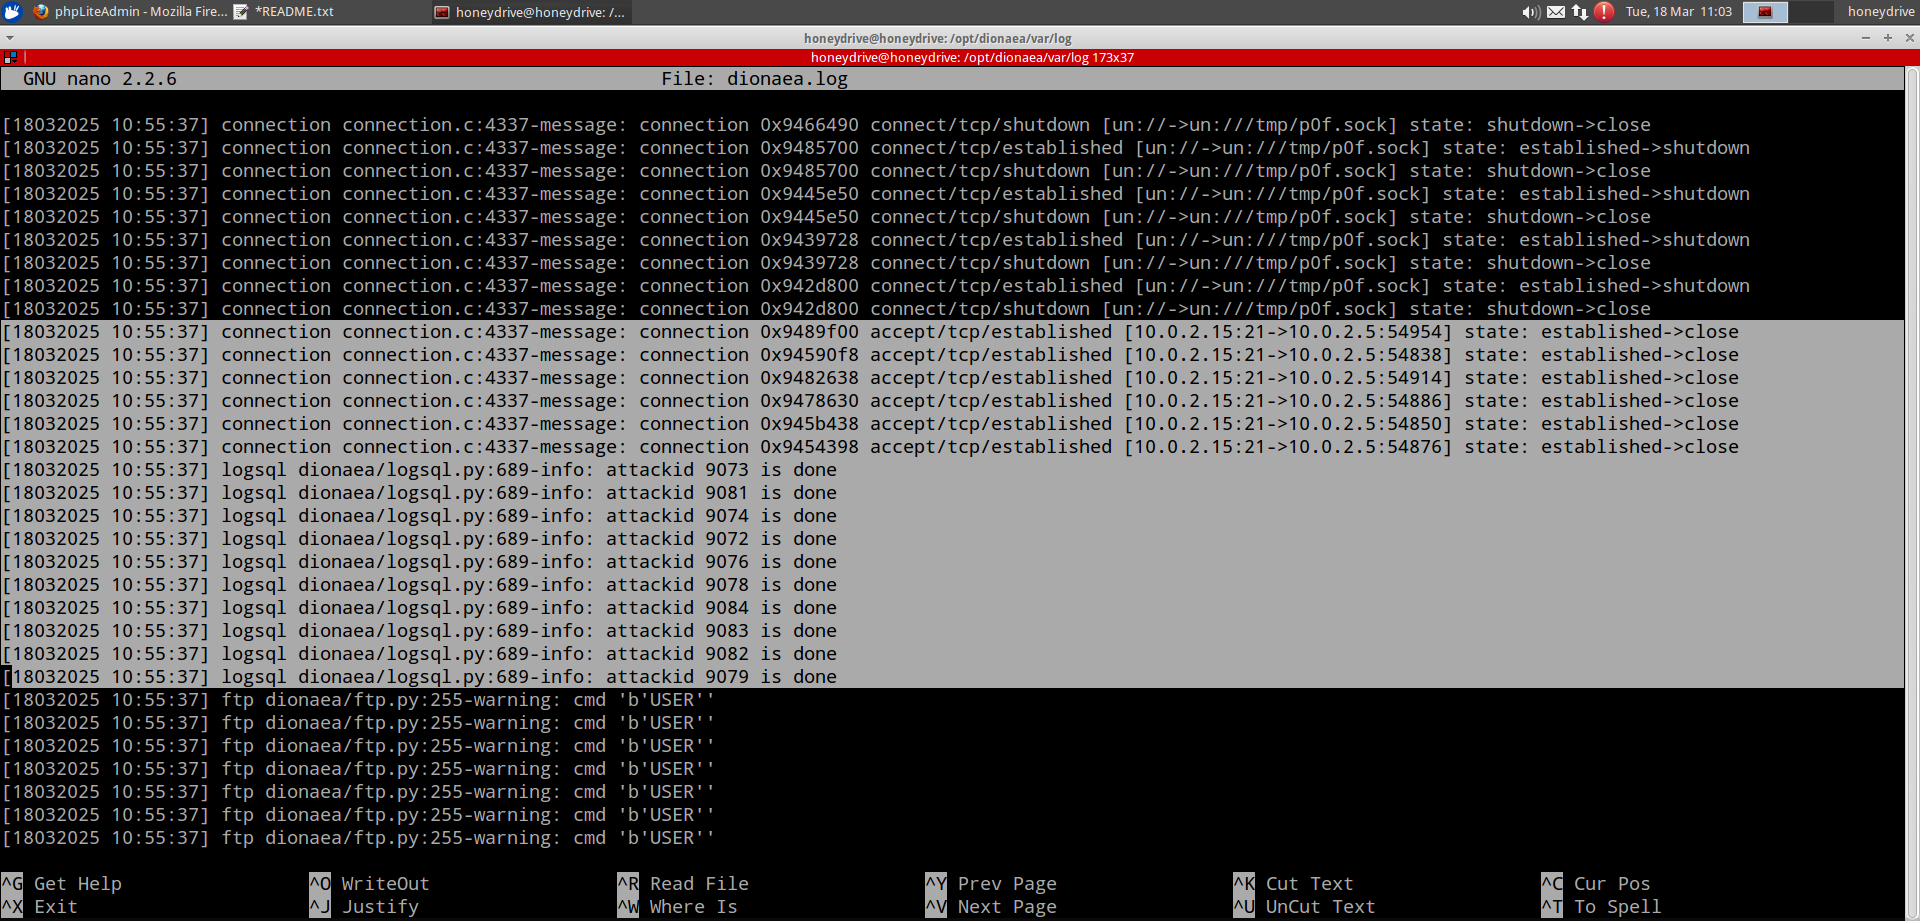 phpLiteAdmin - Mozilla Fire... *README.txt honeydrive@honeydrive: /... Tue, 18 Mar 11:03 honeydrive
honeydrive@honeydrive: /opt/dionaea/var/log
honeydrive@honeydrive: /opt/dionaea/var/log 173x37
GNU nano 2.2.6 File: dionaea.log
[18032025 10:55:37] connection connection.c:4337-message: connection 0x9466490 connect/tcp/shutdown [un://->un:///tmp/p0f.sock] state: shutdown->close
[18032025 10:55:37] connection connection.c:4337-message: connection 0x9485700 connect/tcp/established [un://->un:///tmp/p0f.sock] state: established->shutdown
[18032025 10:55:37] connection connection.c:4337-message: connection 0x9485700 connect/tcp/shutdown [un://->un:///tmp/p0f.sock] state: shutdown->close
[18032025 10:55:37] connection connection.c:4337-message: connection 0x9445e50 connect/tcp/established [un://->un:///tmp/p0f.sock] state: established->shutdown
[18032025 10:55:37] connection connection.c:4337-message: connection 0x9445e50 connect/tcp/shutdown [un://->un:///tmp/p0f.sock] state: shutdown->close
[18032025 10:55:37] connection connection.c:4337-message: connection 0x9439728 connect/tcp/established [un://->un:///tmp/p0f.sock] state: established->shutdown
[18032025 10:55:37] connection connection.c:4337-message: connection 0x9439728 connect/tcp/shutdown [un://->un:///tmp/p0f.sock] state: shutdown->close
[18032025 10:55:37] connection connection.c:4337-message: connection 0x942d800 connect/tcp/established [un://->un:///tmp/p0f.sock] state: established->shutdown
[18032025 10:55:37] connection connection.c:4337-message: connection 0x942d800 connect/tcp/shutdown [un://->un:///tmp/p0f.sock] state: shutdown->close
[18032025 10:55:37] connection connection.c:4337-message: connection 0x9489f00 accept/tcp/established [10.0.2.15:21->10.0.2.5:54954] state: established->close
[18032025 10:55:37] connection connection.c:4337-message: connection 0x94590f8 accept/tcp/established [10.0.2.15:21->10.0.2.5:54838] state: established->close
[18032025 10:55:37] connection connection.c:4337-message: connection 0x9482638 accept/tcp/established [10.0.2.15:21->10.0.2.5:54914] state: established->close
[18032025 10:55:37] connection connection.c:4337-message: connection 0x9478630 accept/tcp/established [10.0.2.15:21->10.0.2.5:54886] state: established->close
[18032025 10:55:37] connection connection.c:4337-message: connection 0x945b438 accept/tcp/established [10.0.2.15:21->10.0.2.5:54850] state: established->close
[18032025 10:55:37] connection connection.c:4337-message: connection 0x9454398 accept/tcp/established [10.0.2.15:21->10.0.2.5:54876] state: established->close
[18032025 10:55:37] logsql dionaea/logsql.py:689-info: attackid 9073 is done
[18032025 10:55:37] logsql dionaea/logsql.py:689-info: attackid 9081 is done
[18032025 10:55:37] logsql dionaea/logsql.py:689-info: attackid 9074 is done
[18032025 10:55:37] logsql dionaea/logsql.py:689-info: attackid 9072 is done
[18032025 10:55:37] logsql dionaea/logsql.py:689-info: attackid 9076 is done
[18032025 10:55:37] logsql dionaea/logsql.py:689-info: attackid 9078 is done
[18032025 10:55:37] logsql dionaea/logsql.py:689-info: attackid 9084 is done
[18032025 10:55:37] logsql dionaea/logsql.py:689-info: attackid 9083 is done
[18032025 10:55:37] logsql dionaea/logsql.py:689-info: attackid 9082 is done
[18032025 10:55:37] logsql dionaea/logsql.py:689-info: attackid 9079 is done
[18032025 10:55:37] ftp dionaea/ftp.py:255-warning: cmd 'b'USER''
[18032025 10:55:37] ftp dionaea/ftp.py:255-warning: cmd 'b'USER''
[18032025 10:55:37] ftp dionaea/ftp.py:255-warning: cmd 'b'USER''
[18032025 10:55:37] ftp dionaea/ftp.py:255-warning: cmd 'b'USER''
[18032025 10:55:37] ftp dionaea/ftp.py:255-warning: cmd 'b'USER''
[18032025 10:55:37] ftp dionaea/ftp.py:255-warning: cmd 'b'USER''
[18032025 10:55:37] ftp dionaea/ftp.py:255-warning: cmd 'b'USER''
^G Get Help ^O WriteOut ^R Read File ^Y Prev Page ^K Cut Text ^C Cur Pos
^X Exit ^J Justify ^W Where Is ^V Next Page ^U UnCut Text ^T To Spell